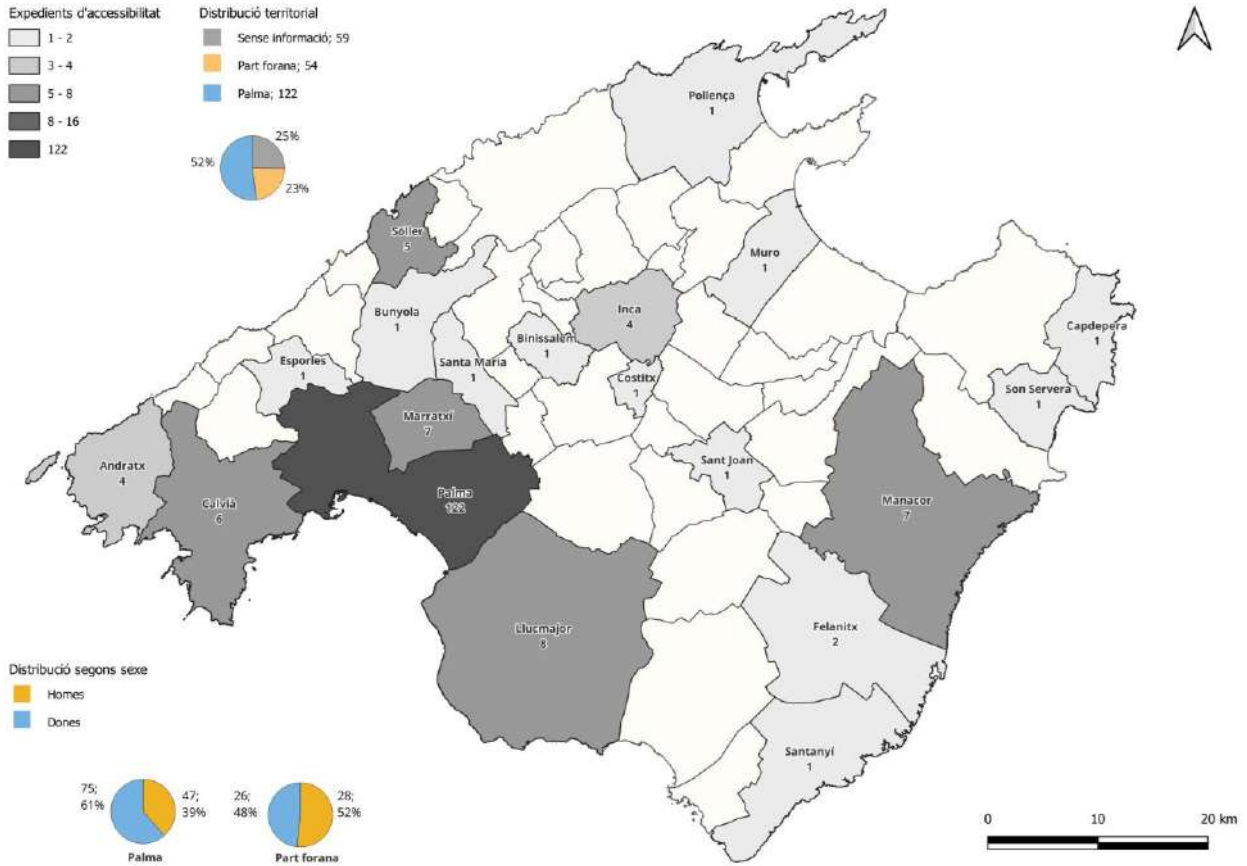 Expedients d'accessibilitat
1 - 2
3 - 4
5 - 8
8 - 16
122
Distribució territorial
Sense informació; 59
Part forana; 54
Palma; 122
25%
52%
23%
Pollença
1
Sóller
5
Muro
1
Bunyola
1
Inca
4
Binissalem
1
Capdepera
1
Esporles
1
Santa Maria
1
Costitx
1
Son Servera
1
Marratxí
7
Andratx
4
Sant Joan
1
Calvià
6
Palma
122
Manacor
7
Llucmajor
8
Felanitx
2
Santanyí
1
Distribució segons sexe
Homes
Dones
75;
61%
47;
39%
Palma
26;
48%
28;
52%
Part forana
0 10 20 km